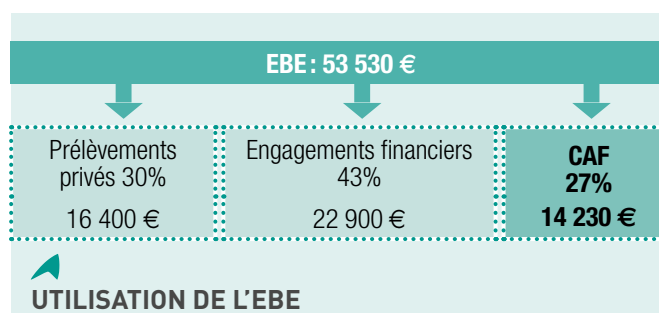 EBE : 53 530 €
Prélèvements
privés 30%
16 400 €
Engagements financiers
43%
22 900 €
CAF
27%
14 230 €
UTILISATION DE L’EBE